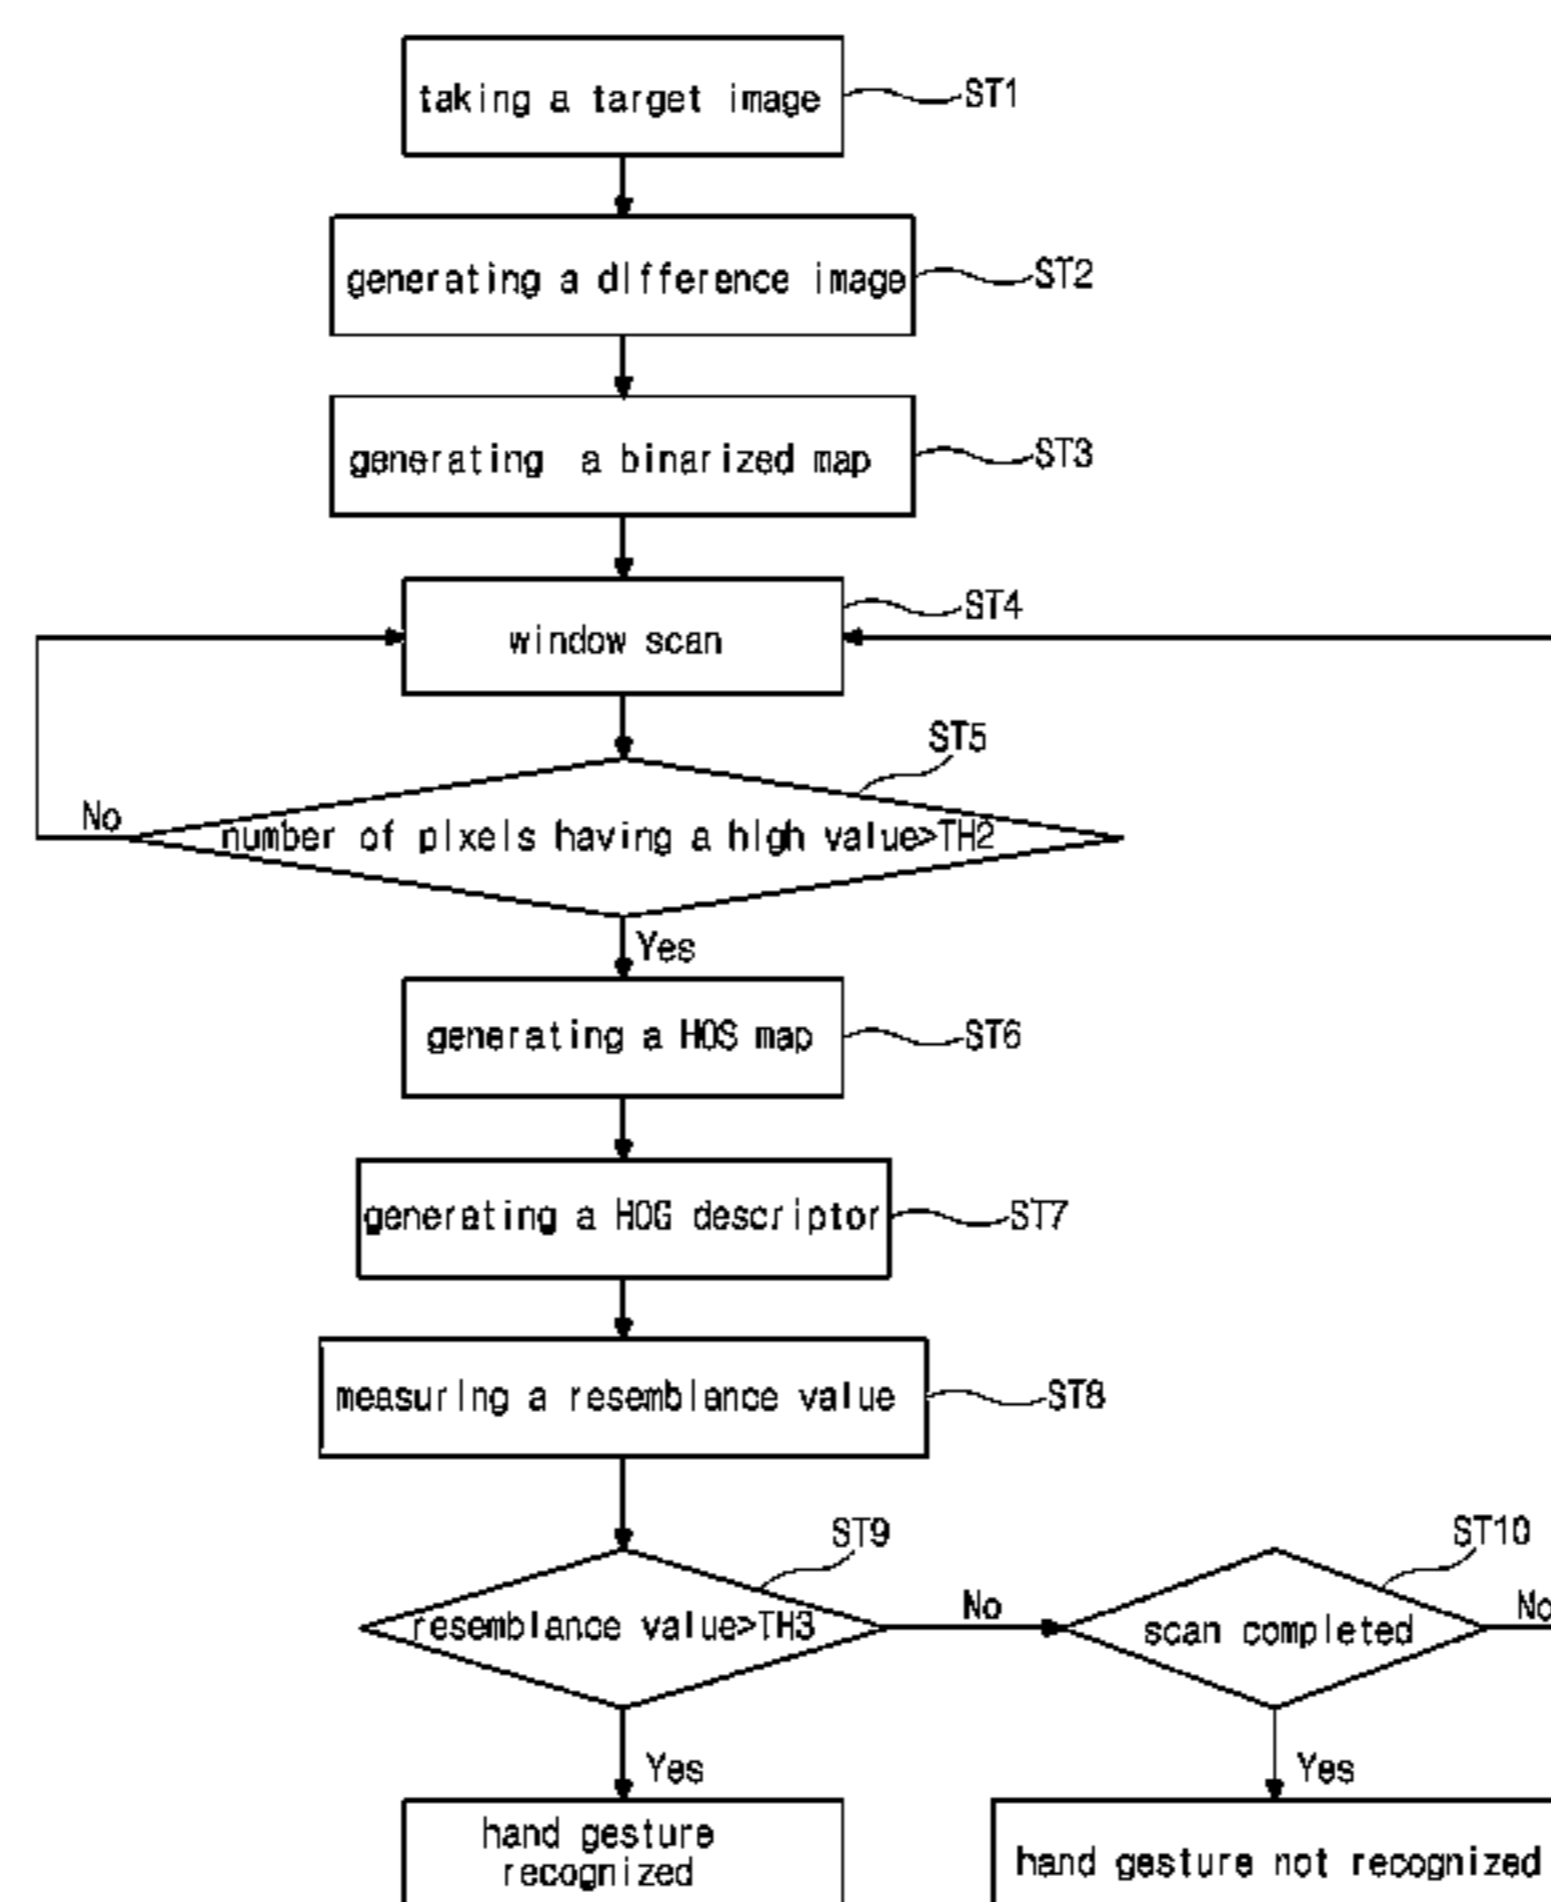 taking a target image
ST1
generating a difference image
ST2
generating a binarized map
ST3
window scan
ST4
ST5
No
number of pixels having a high value>TH2
Yes
generating a HOS map
ST6
generating a HOG descriptor
ST7
measuring a resemblance value
ST8
ST9
resemblance value>TH3
No
ST10
scan completed
No
Yes
Yes
hand gesture
recognized
hand gesture not recognized